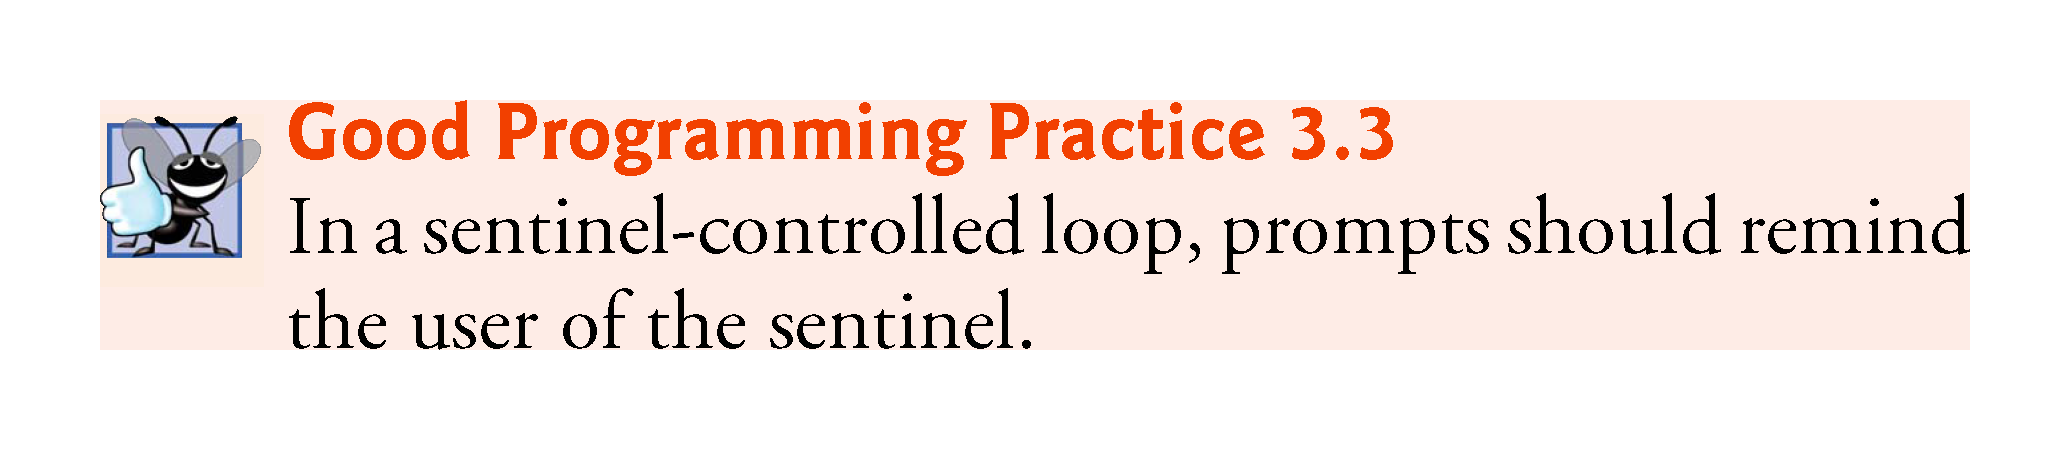 Good Programming Practice 3.3
In a sentinel-controlled loop, prompts should remind
the user of the sentinel.